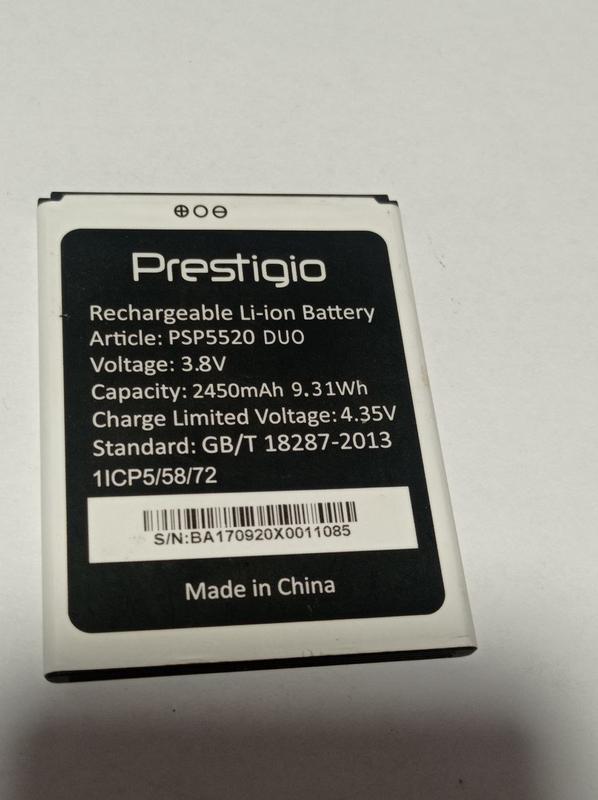 ⊕○⊖
Prestigio
Rechargeable Li-ion Battery
Article: PSP5520 DUO
Voltage: 3.8V
Capacity: 2450mAh 9.31Wh
Charge Limited Voltage: 4.35V
Standard: GB/T 18287-2013
1ICP5/58/72
S/N:BA170920X0011085
Made in China